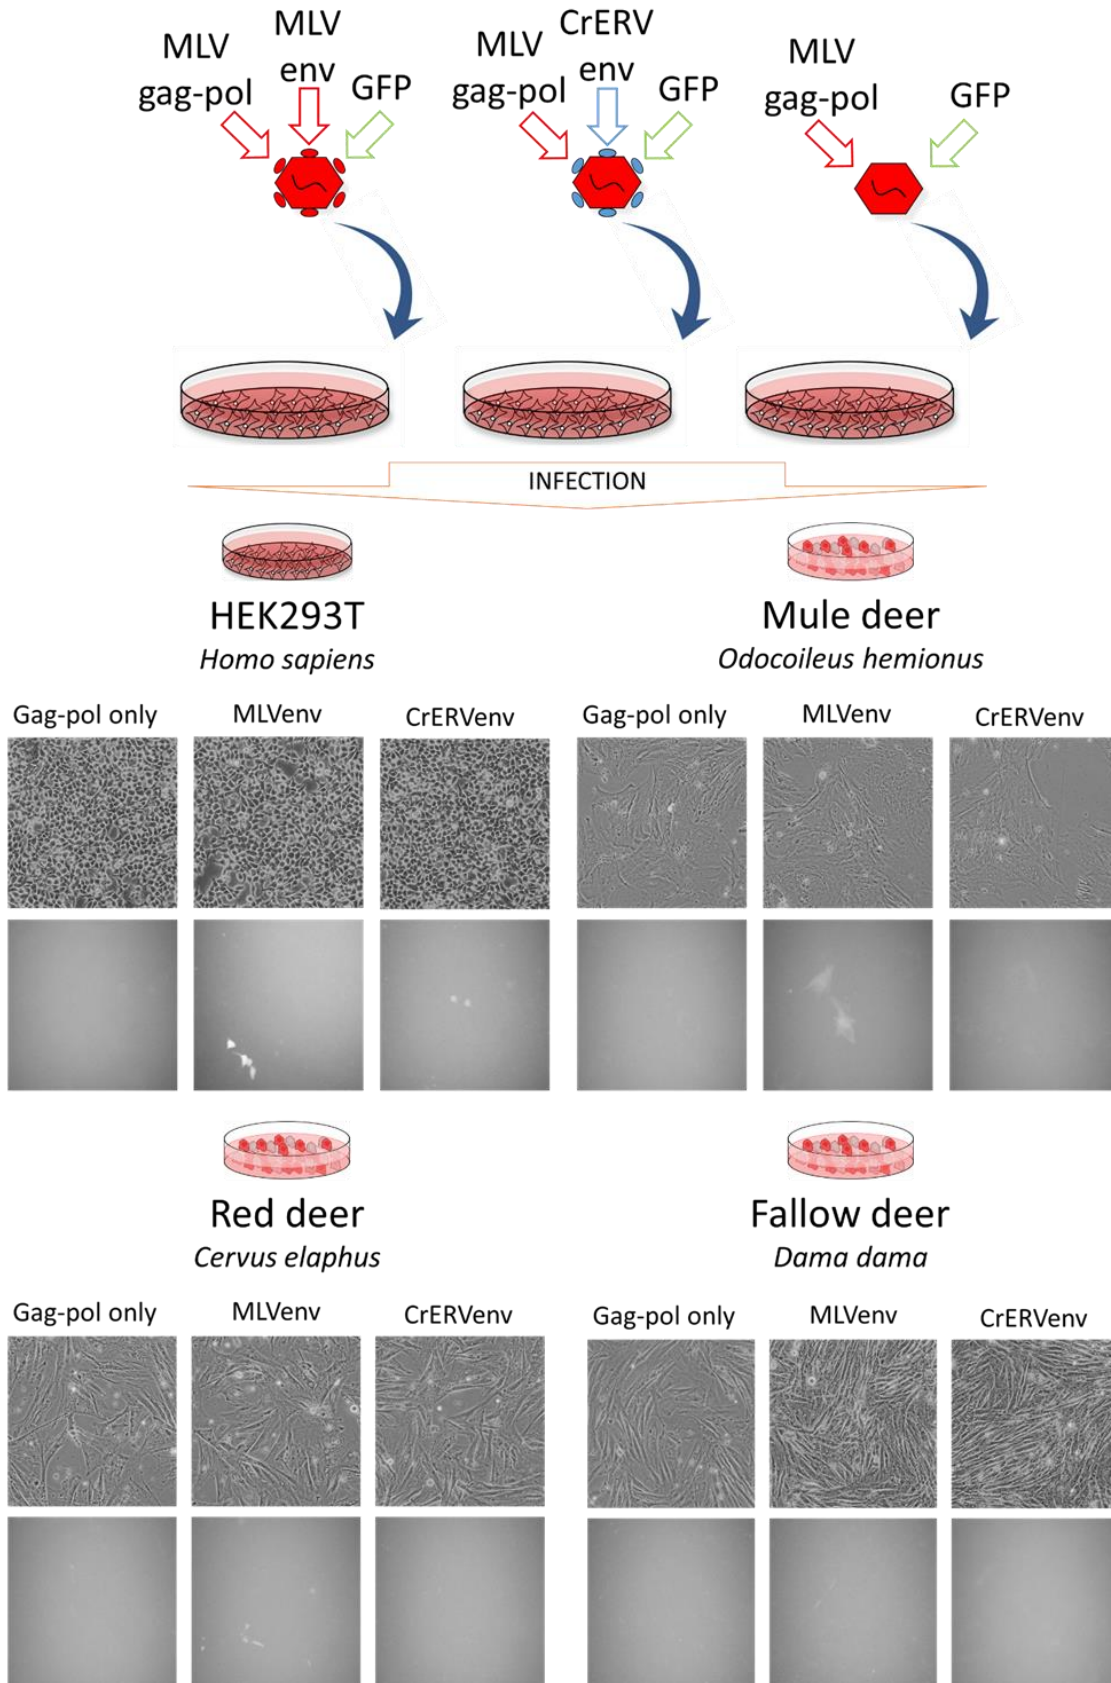 MLV
gag-pol
MLV
env
GFP
MLV
gag-pol
CrERV
env
GFP
MLV
gag-pol
GFP
INFECTION
HEK293T
Homo sapiens
Mule deer
Odocoileus hemionus
Gag-pol only
MLVenv
CrERVenv
Gag-pol only
MLVenv
CrERVenv
Red deer
Cervus elaphus
Fallow deer
Dama dama
Gag-pol only
MLVenv
CrERVenv
Gag-pol only
MLVenv
CrERVenv